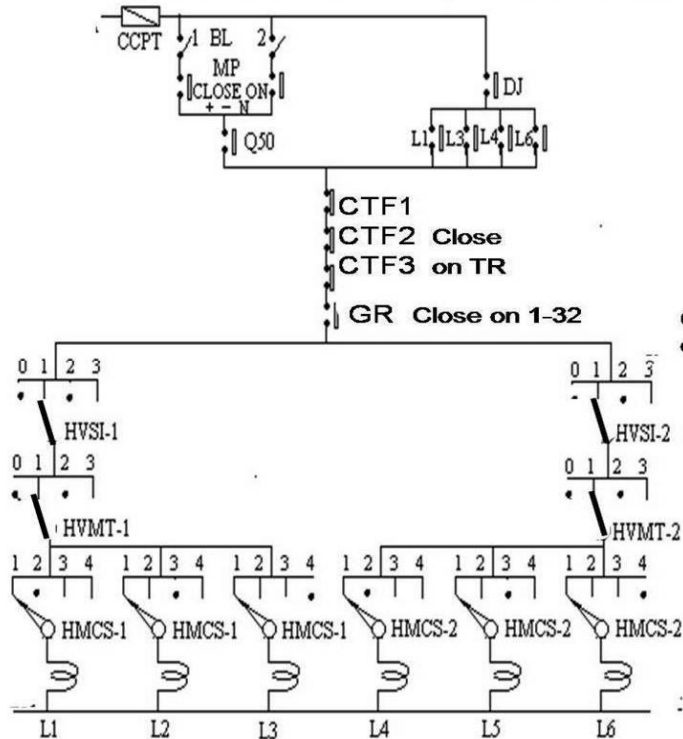 CCPT
1 BL 2
MP
CLOSE ON
+ − N
DJ
Q50
L1 L3 L4 L6
CTF1
CTF2 Close
CTF3 on TR
GR Close on 1-32
0 1 2 3
0 1 2 3
HVSI-1
HVSI-2
0 1 2 3
0 1 2 3
HVMT-1
HVMT-2
1 2 3 4
1 2 3 4
1 2 3 4
1 2 3 4
1 2 3 4
1 2 3 4
HMCS-1
HMCS-1
HMCS-1
HMCS-2
HMCS-2
HMCS-2
L1
L2
L3
L4
L5
L6